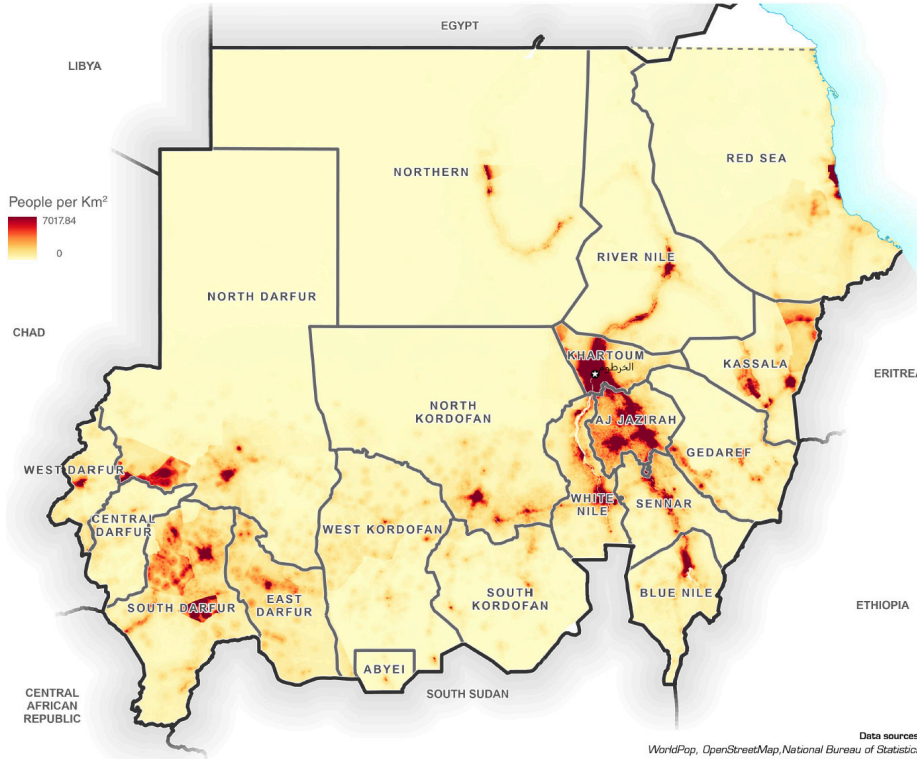 EGYPT
LIBYA
RED SEA
NORTHERN
People per Km²
7017.84
0
RIVER NILE
NORTH DARFUR
CHAD
KHARTOUM
الخرطوم
KASSALA
ERITREA
NORTH
KORDOFAN
AJ JAZIRAH
GEDAREF
WEST DARFUR
WHITE
NILE
SENNAR
CENTRAL
DARFUR
WEST KORDOFAN
SOUTH
KORDOFAN
BLUE NILE
EAST
DARFUR
SOUTH DARFUR
ETHIOPIA
ABYEI
SOUTH SUDAN
CENTRAL
AFRICAN
REPUBLIC
Data sources
WorldPop, OpenStreetMap,National Bureau of Statistics